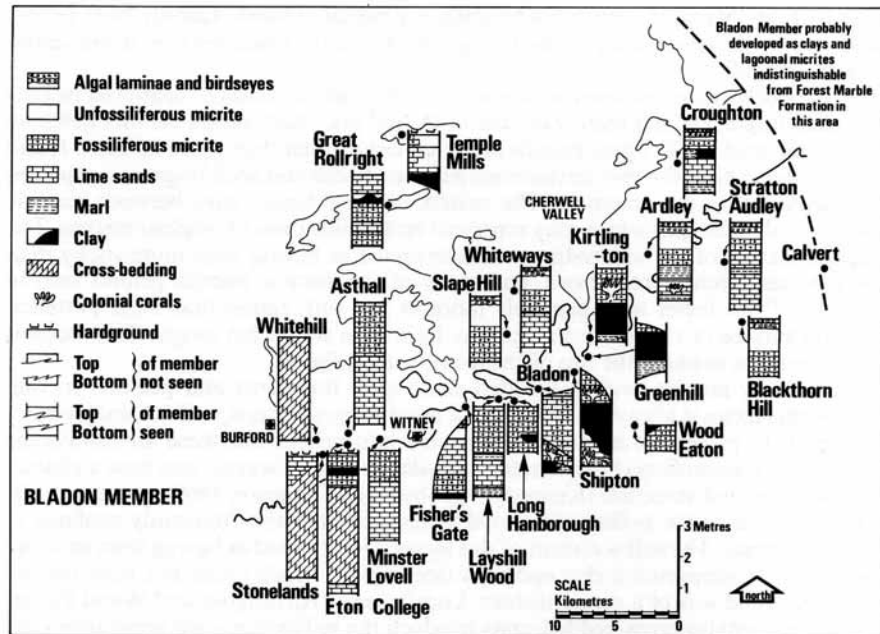 Bladon Member probably
developed as clays and
lagoonal micrites
indistinguishable
from Forest Marble
Formation in
this area
Algal laminae and birdseyes
Unfossiliferous micrite
Fossiliferous micrite
Lime sands
Marl
Clay
Cross-bedding
Colonial corals
Hardground
Top } of member
Bottom } not seen
Top } of member
Bottom } seen
BLADON MEMBER
Great
Rollright
Temple
Mills
Croughton
CHERWELL
VALLEY
Ardley
Stratton
Audley
Calvert
Kirtling-
ton
Whiteways
Slape Hill
Asthall
Whitehill
Bladon
Greenhill
Blackthorn
Hill
BURFORD
WITNEY
Wood
Eaton
Shipton
Long
Hanborough
Fisher's
Gate
Layshill
Wood
Minster
Lovell
Stonelands
Eton College
3 Metres
2
1
SCALE
Kilometres
10
0
north